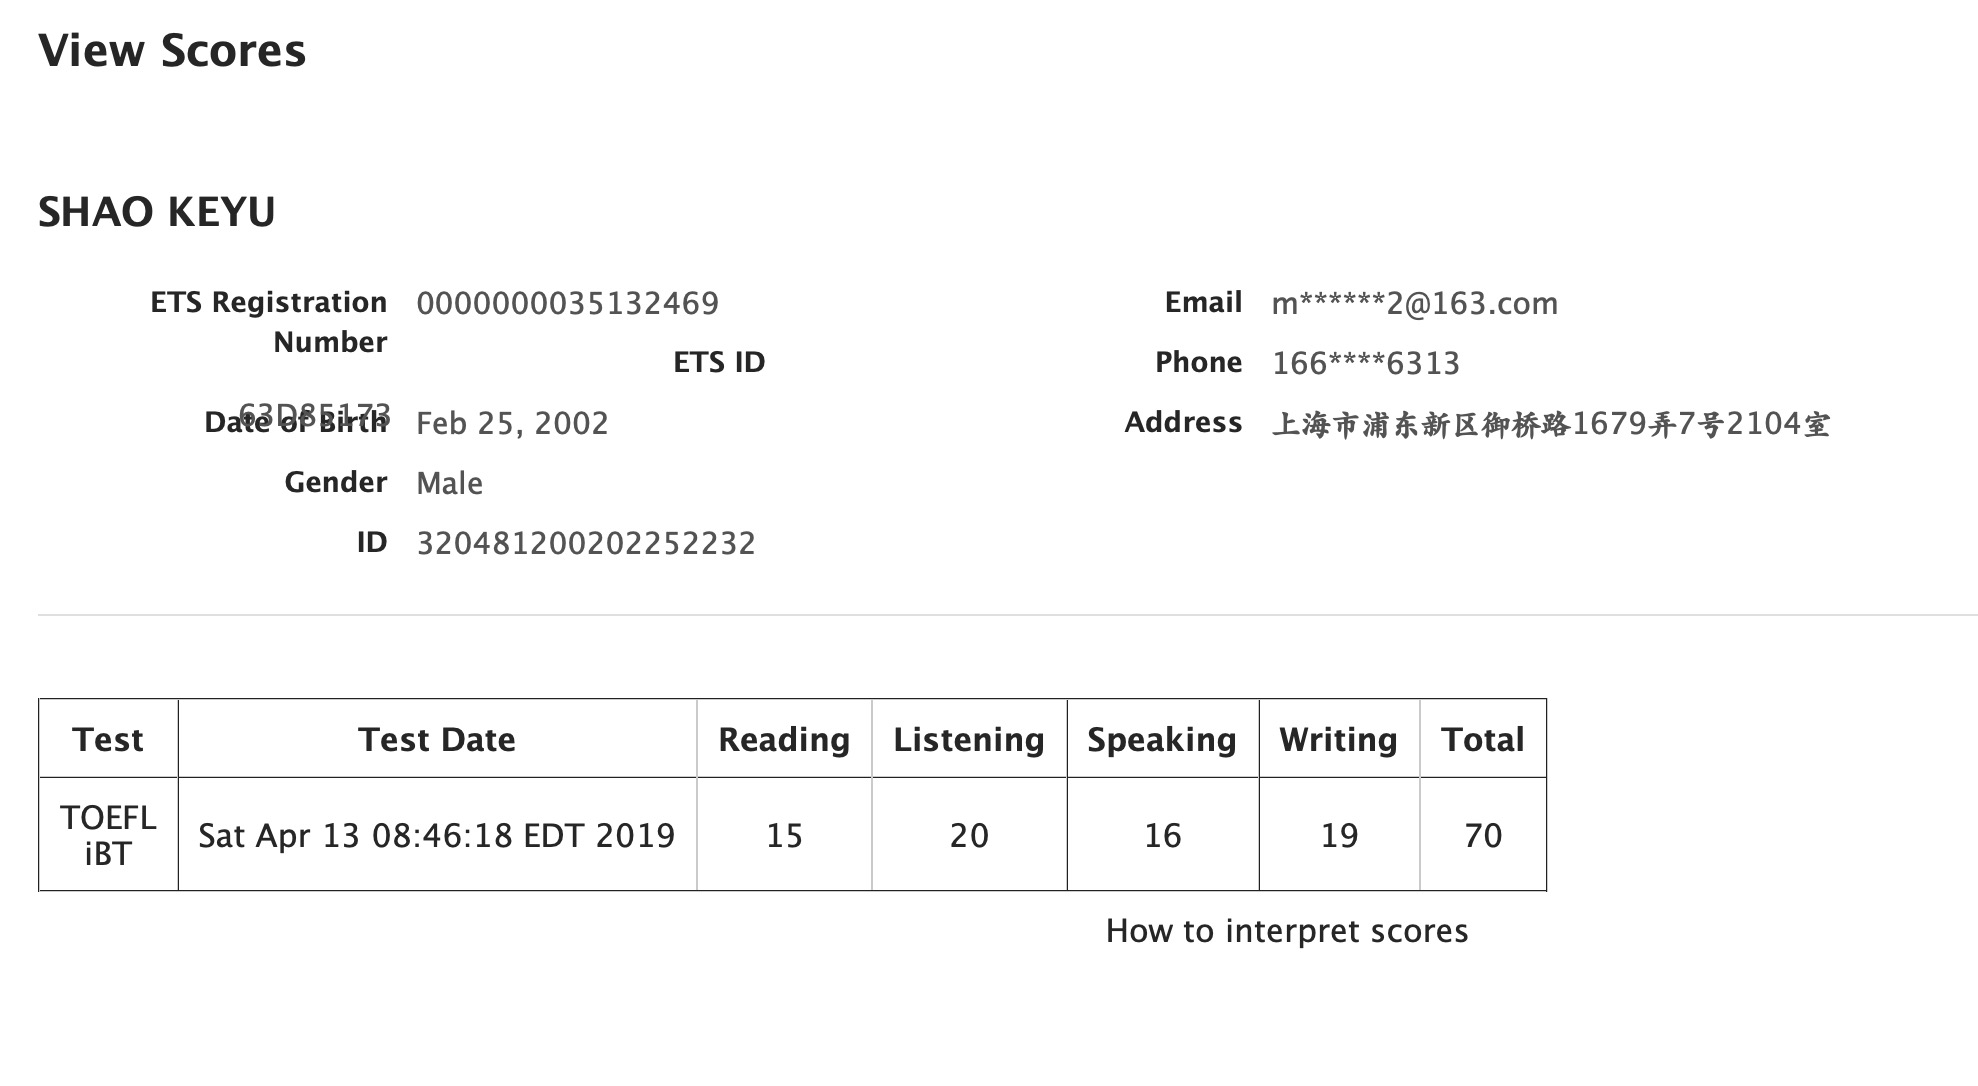 View Scores
SHAO KEYU
ETS Registration Number 0000000035132469
ETS ID 63D85173
Date of Birth Feb 25, 2002
Gender Male
ID 320481200202252232
Email m******2@163.com
Phone 166****6313
Address 上海市浦东新区御桥路1679弄7号2104室
Test Test Date Reading Listening Speaking Writing Total
TOEFL iBT Sat Apr 13 08:46:18 EDT 2019 15 20 16 19 70
How to interpret scores